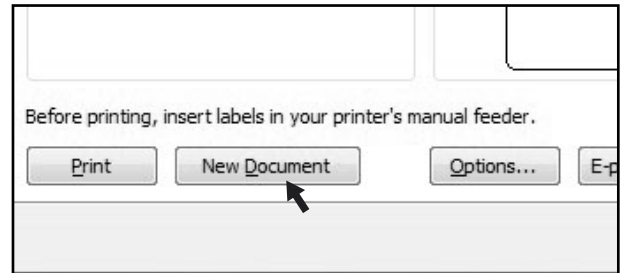 Before printing, insert labels in your printer's manual feeder.
Print New Document Options... E-p